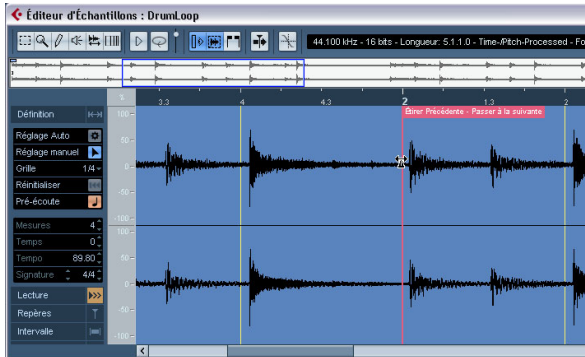 Éditeur d'Échantillons : DrumLoop
44.100 kHz - 16 bits - Longueur: 5.1.1.0 - Time-/Pitch-Processed - Fo
% 3.3 4 4.3 2 1.3 2
Étirer Précédente - Passer à la suivante
Définition
Réglage Auto
Réglage manuel
Grille 1/4
Réinitialiser
Pré-écoute
Mesures 4
Temps 0
Tempo 89.80
Signature 4/4
Lecture
Repères
Intervalle
100
50
0
-50
-100
100
50
0
-50
-100